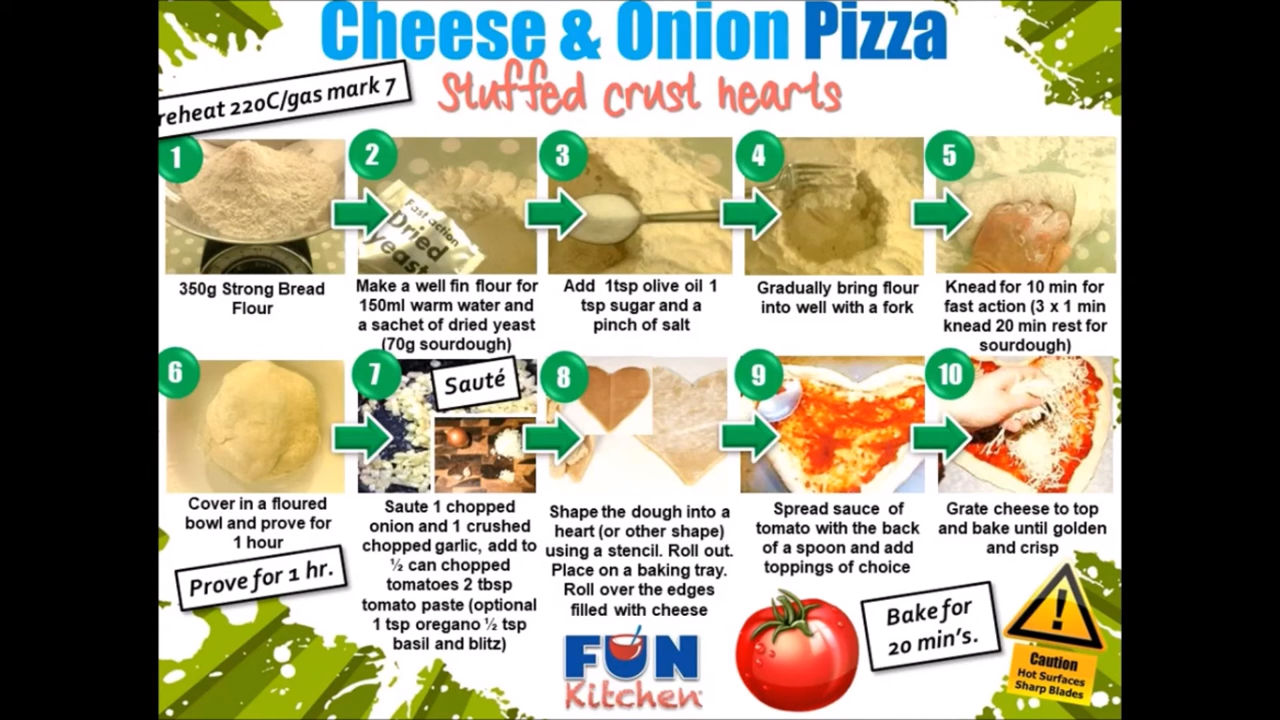 Cheese & Onion Pizza
Stuffed crust hearts
reheat 220C/gas mark 7
1
350g Strong Bread
Flour
2
Fast action
Dried
yeast
Make a well fin flour for
150ml warm water and
a sachet of dried yeast
(70g sourdough)
3
Add 1tsp olive oil 1
tsp sugar and a
pinch of salt
4
Gradually bring flour
into well with a fork
5
Knead for 10 min for
fast action (3 x 1 min
knead 20 min rest for
sourdough)
6
Cover in a floured
bowl and prove for
1 hour
Prove for 1 hr.
7
Sauté
Saute 1 chopped
onion and 1 crushed
chopped garlic, add to
½ can chopped
tomatoes 2 tbsp
tomato paste (optional
1 tsp oregano ½ tsp
basil and blitz)
8
Shape the dough into a
heart (or other shape)
using a stencil. Roll out.
Place on a baking tray.
Roll over the edges
filled with cheese
9
Spread sauce of
tomato with the back
of a spoon and add
toppings of choice
10
Grate cheese to top
and bake until golden
and crisp
FUN
Kitchen
Bake for
20 min's.
Caution
Hot Surfaces
Sharp Blades